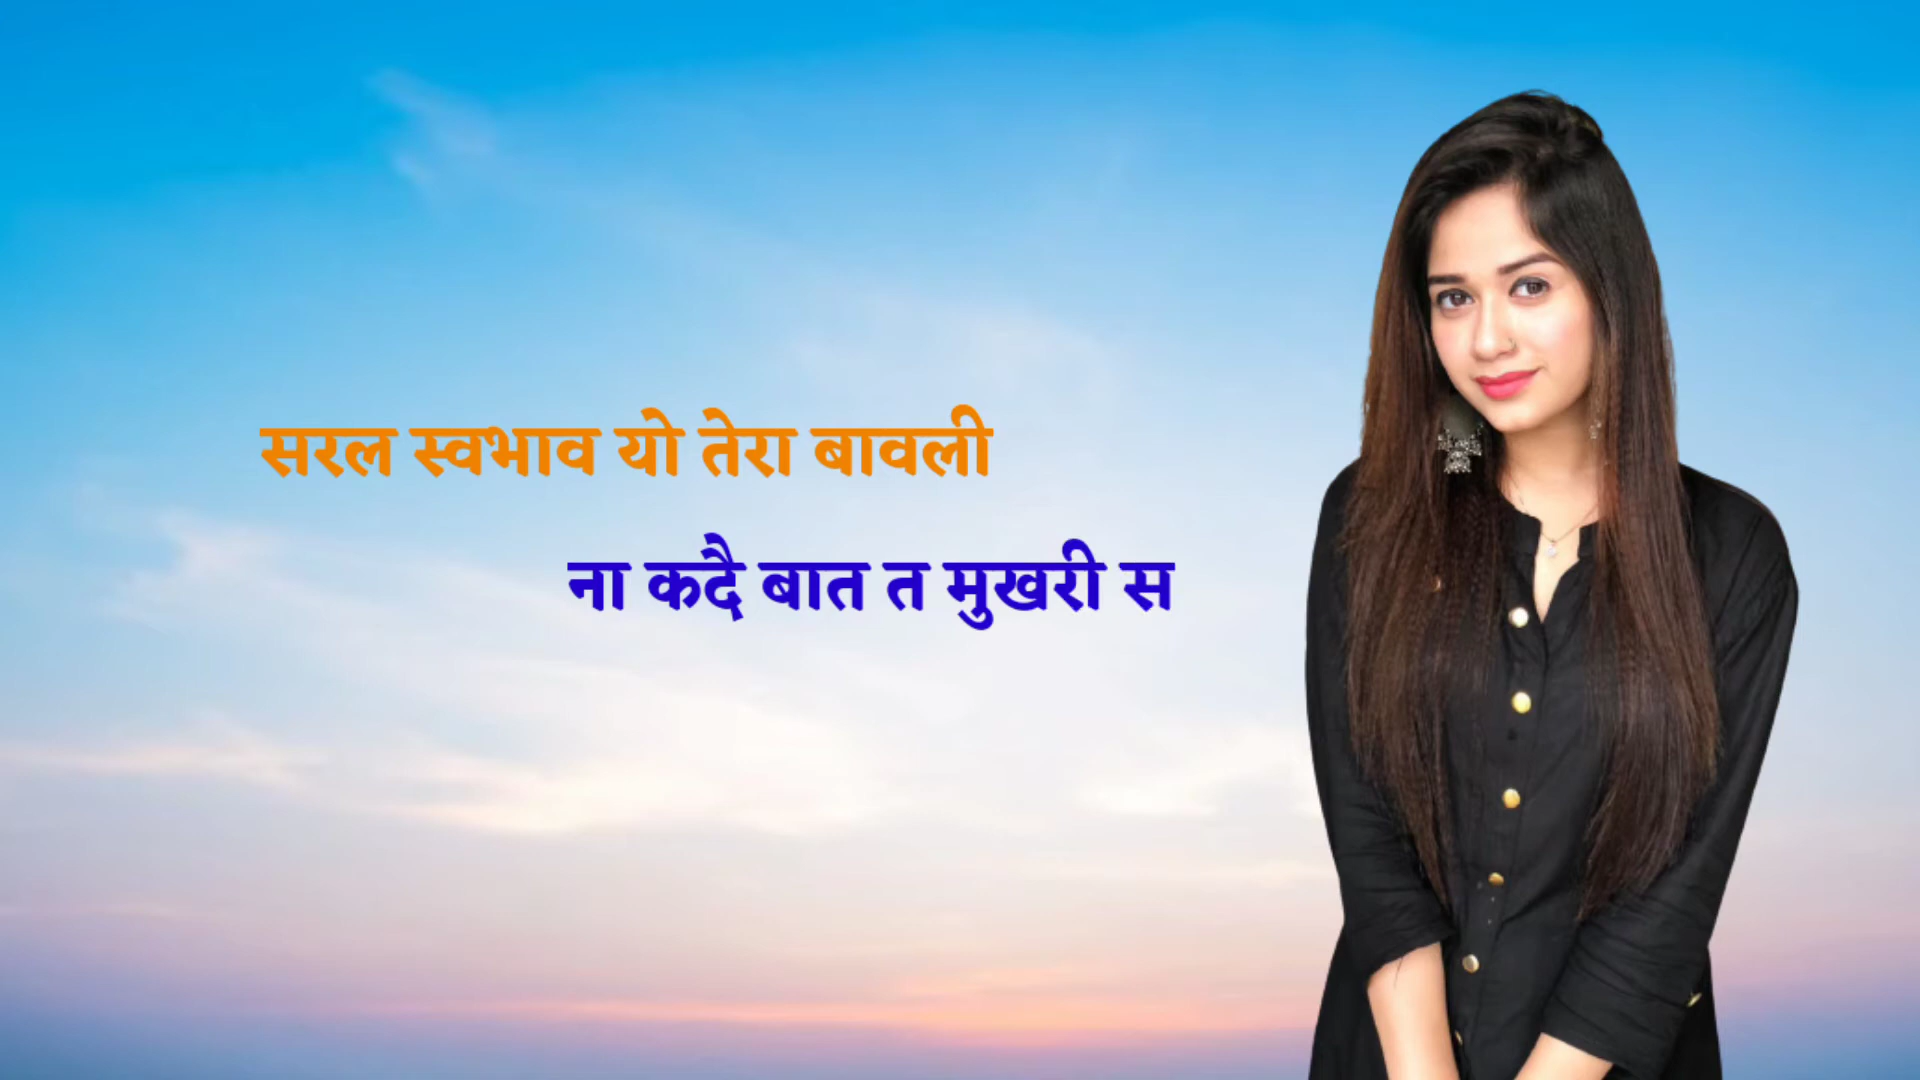 सरल स्वभाव यो तेरा बावली
ना कदै बात त मुखरी स